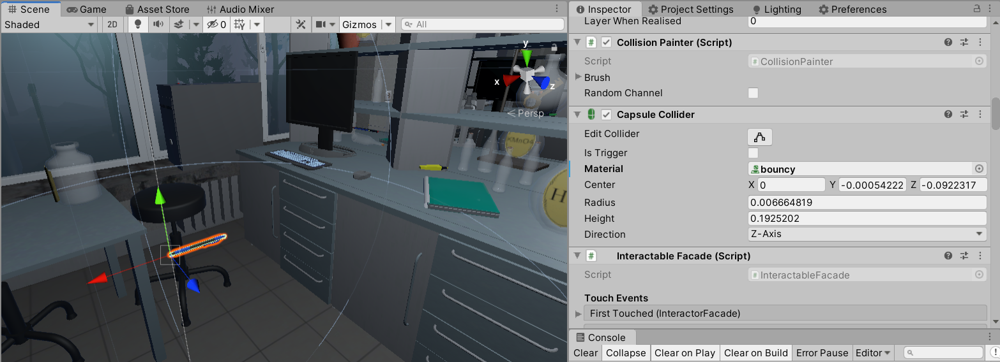 Scene Game Asset Store Audio Mixer
Shaded 2D 0 Gizmos All
y
x
z
Persp
KMnO4
Inspector Project Settings Lighting Preferences
Layer When Realised 0
Collision Painter (Script)
Script CollisionPainter
Brush
Random Channel
Capsule Collider
Edit Collider
Is Trigger
Material bouncy
Center X 0 Y -0.00054222 Z -0.0922317
Radius 0.006664819
Height 0.1925202
Direction Z-Axis
Interactable Facade (Script)
Script InteractableFacade
Touch Events
First Touched (InteractorFacade)
Console
Clear Collapse Clear on Play Clear on Build Error Pause Editor